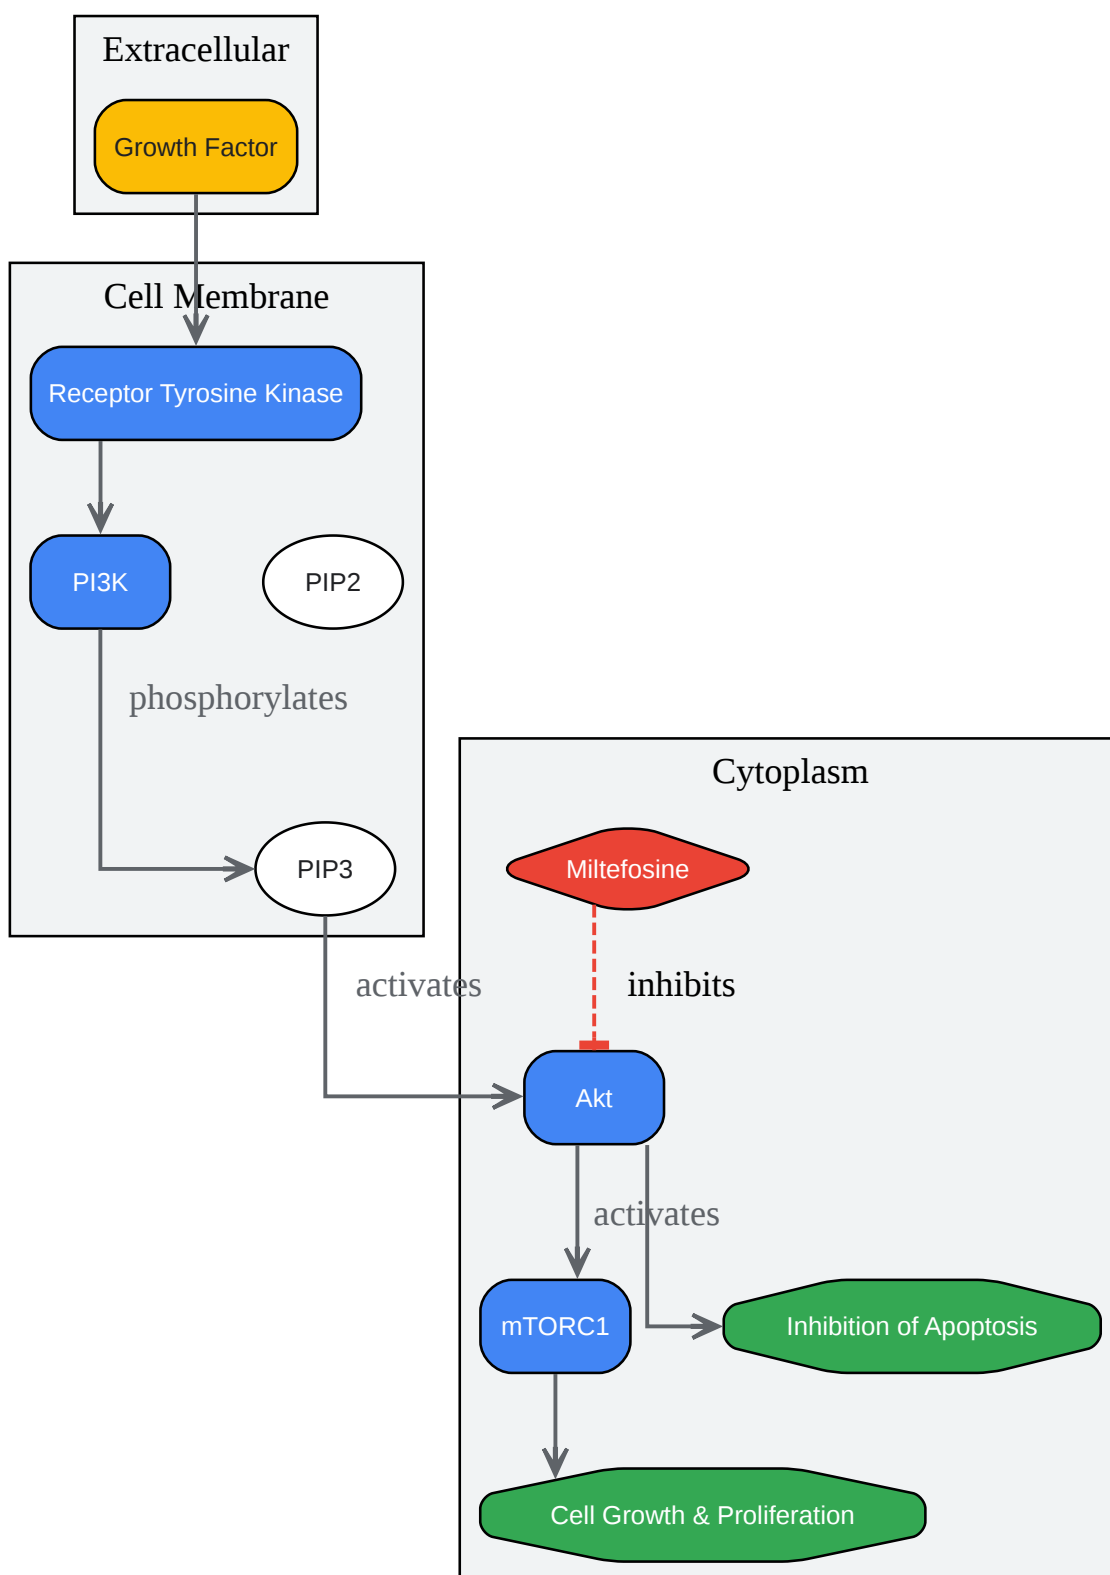 Extracellular
Growth Factor
Cell Membrane
Receptor Tyrosine Kinase
PI3K
PIP2
phosphorylates
Cytoplasm
PIP3
Miltefosine
activates
inhibits
Akt
activates
mTORC1
Inhibition of Apoptosis
Cell Growth & Proliferation